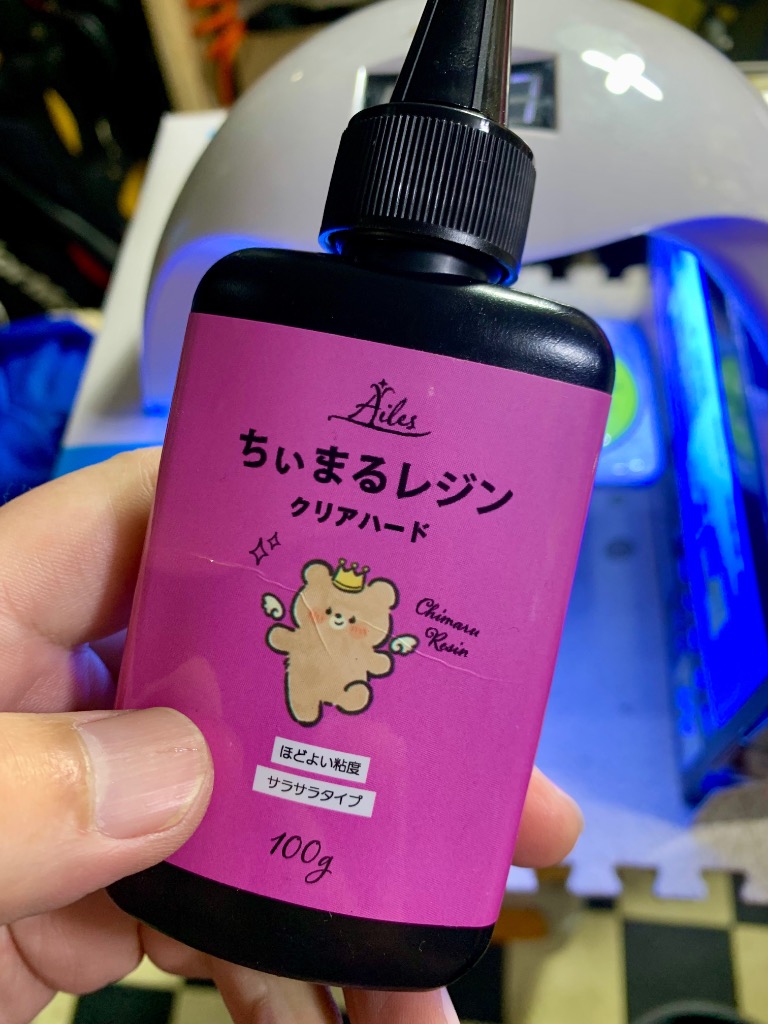 Ailes
ちぃまるレジン
クリアハード
Chimaru
Resin
ほどよい粘度
サラサラタイプ
100g